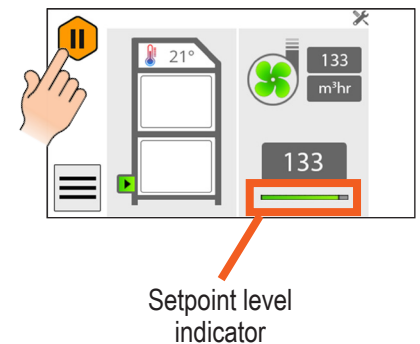 21°
133
m³hr
133
Setpoint level
indicator